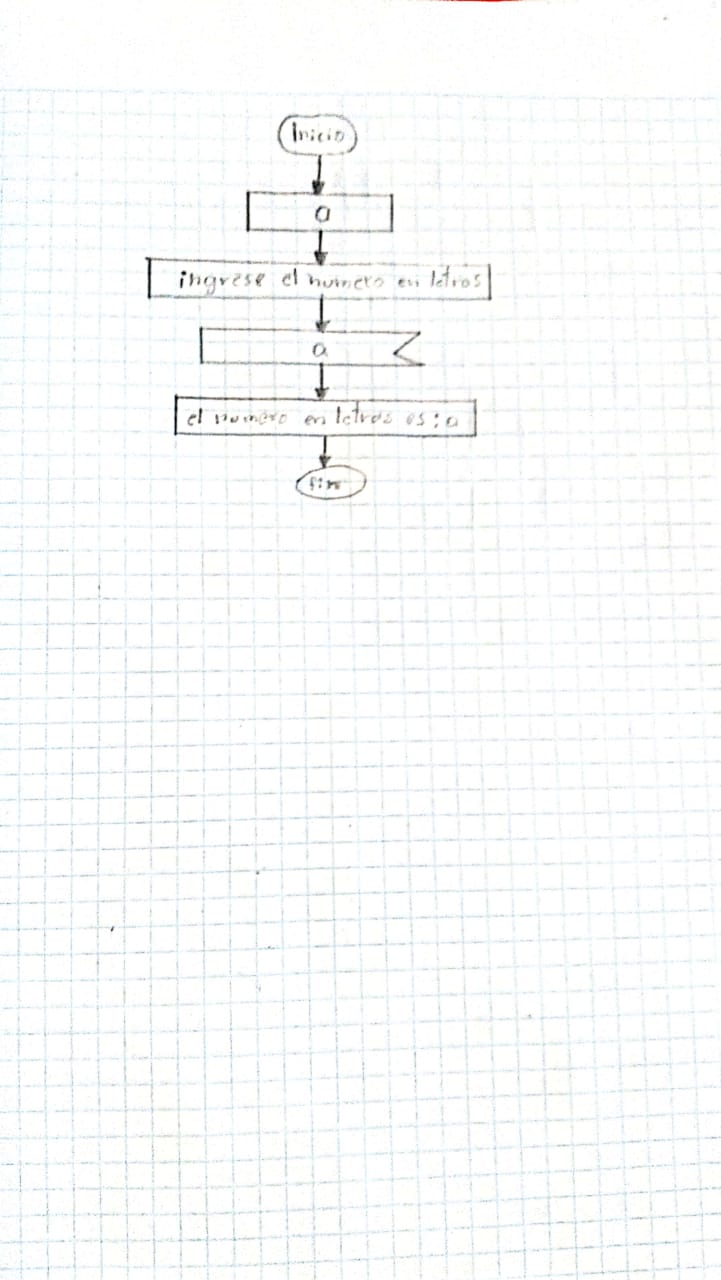 Inicio
a
ingrese el numero en letras
a
el numero en letras es : a
fin